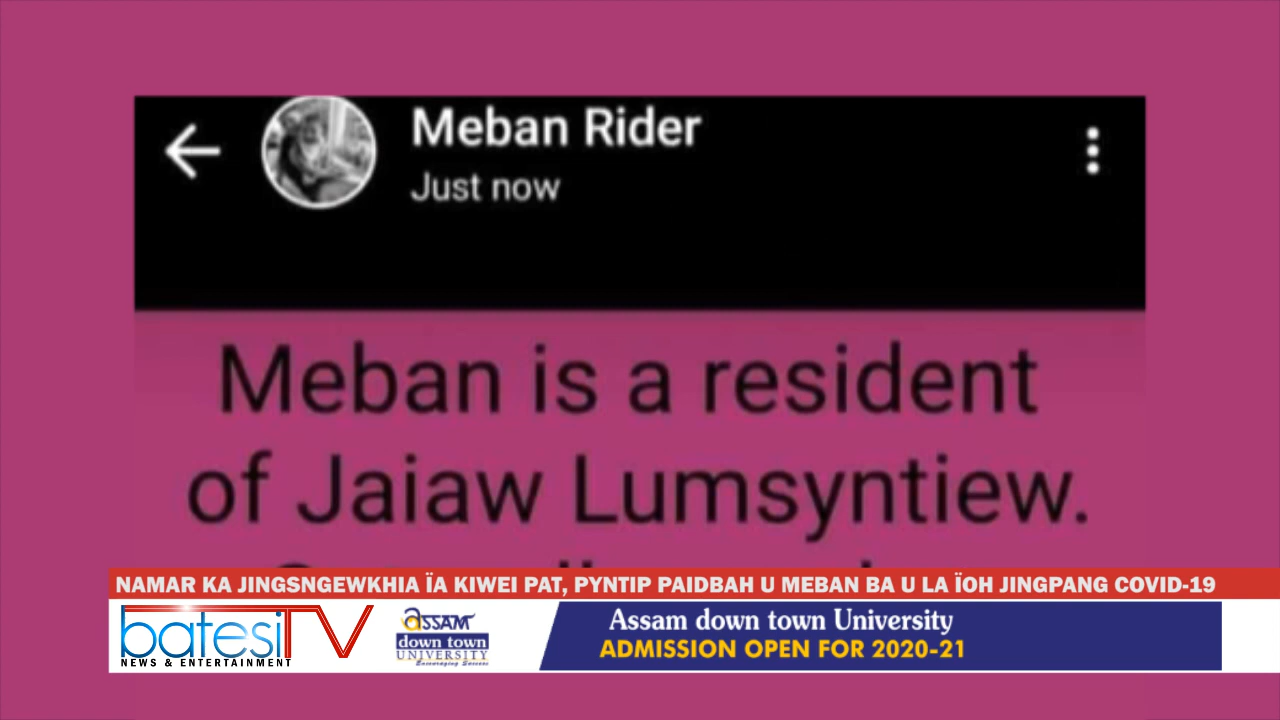 Meban Rider
Just now
Meban is a resident
of Jaiaw Lumsyntiew.
NAMAR KA JINGSNGEWKHIA ÏA KIWEI PAT, PYNTIP PAIDBAH U MEBAN BA U LA ÏOH JINGPANG COVID-19
batesi TV
NEWS & ENTERTAINMENT
assam
down town
UNIVERSITY
Encouraging Success
Assam down town University
ADMISSION OPEN FOR 2020-21